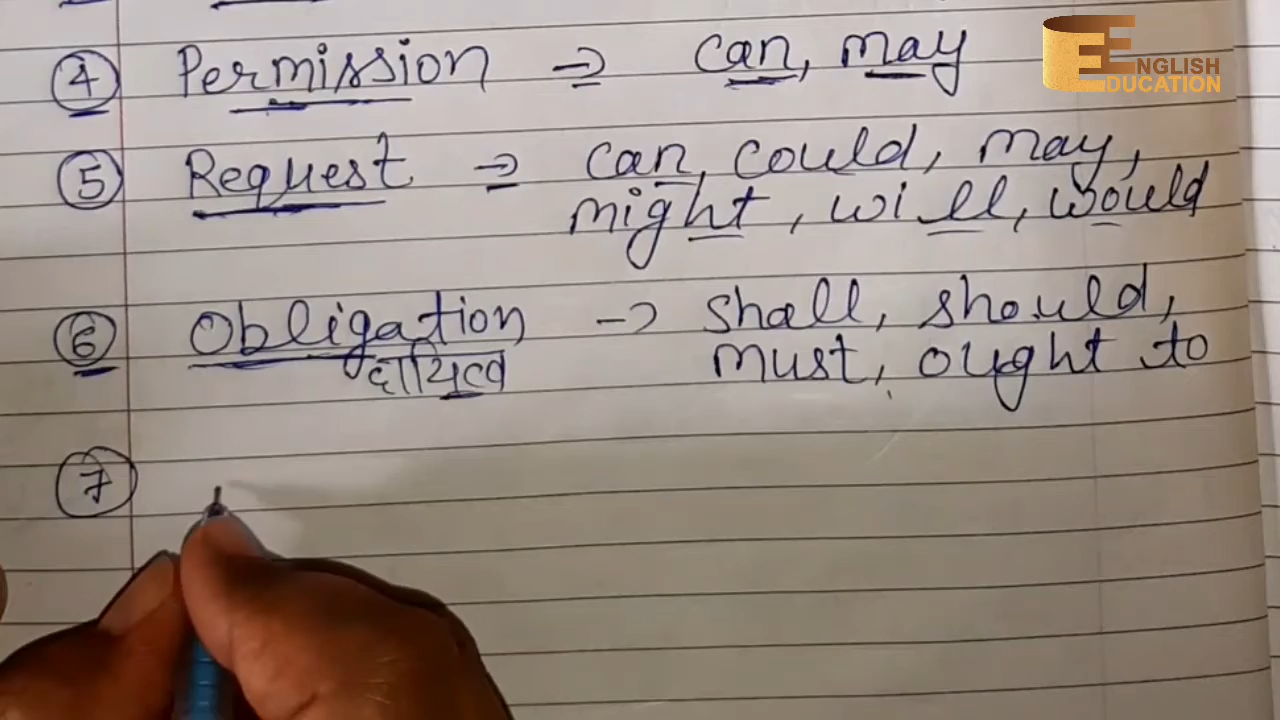 ④ Permission ⇒ can, may
⑤ Request ⇒ can, could, may,
might, will, would
⑥ Obligation → shall, should,
दायित्व must, ought to
⑦
ENGLISH
EDUCATION